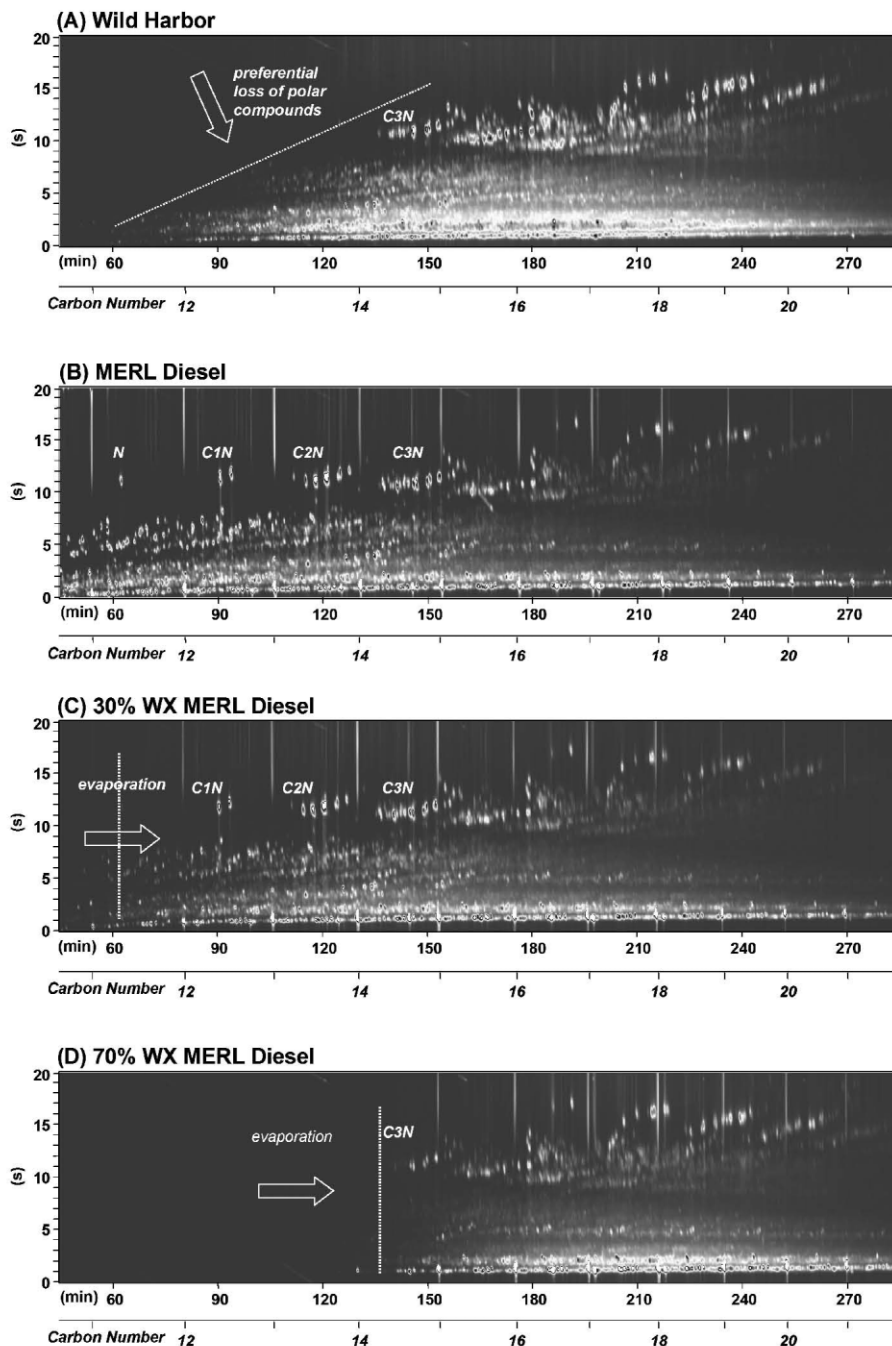 (A) Wild Harbor
20
15
10
5
0
(s)
preferential
loss of polar
compounds
C3N
(min) 60 90 120 150 180 210 240 270
Carbon Number 12 14 16 18 20
(B) MERL Diesel
20
15
10
5
0
(s)
N C1N C2N C3N
(min) 60 90 120 150 180 210 240 270
Carbon Number 12 14 16 18 20
(C) 30% WX MERL Diesel
20
15
10
5
0
(s)
evaporation
C1N C2N C3N
(min) 60 90 120 150 180 210 240 270
Carbon Number 12 14 16 18 20
(D) 70% WX MERL Diesel
20
15
10
5
0
(s)
evaporation
C3N
(min) 60 90 120 150 180 210 240 270
Carbon Number 12 14 16 18 20